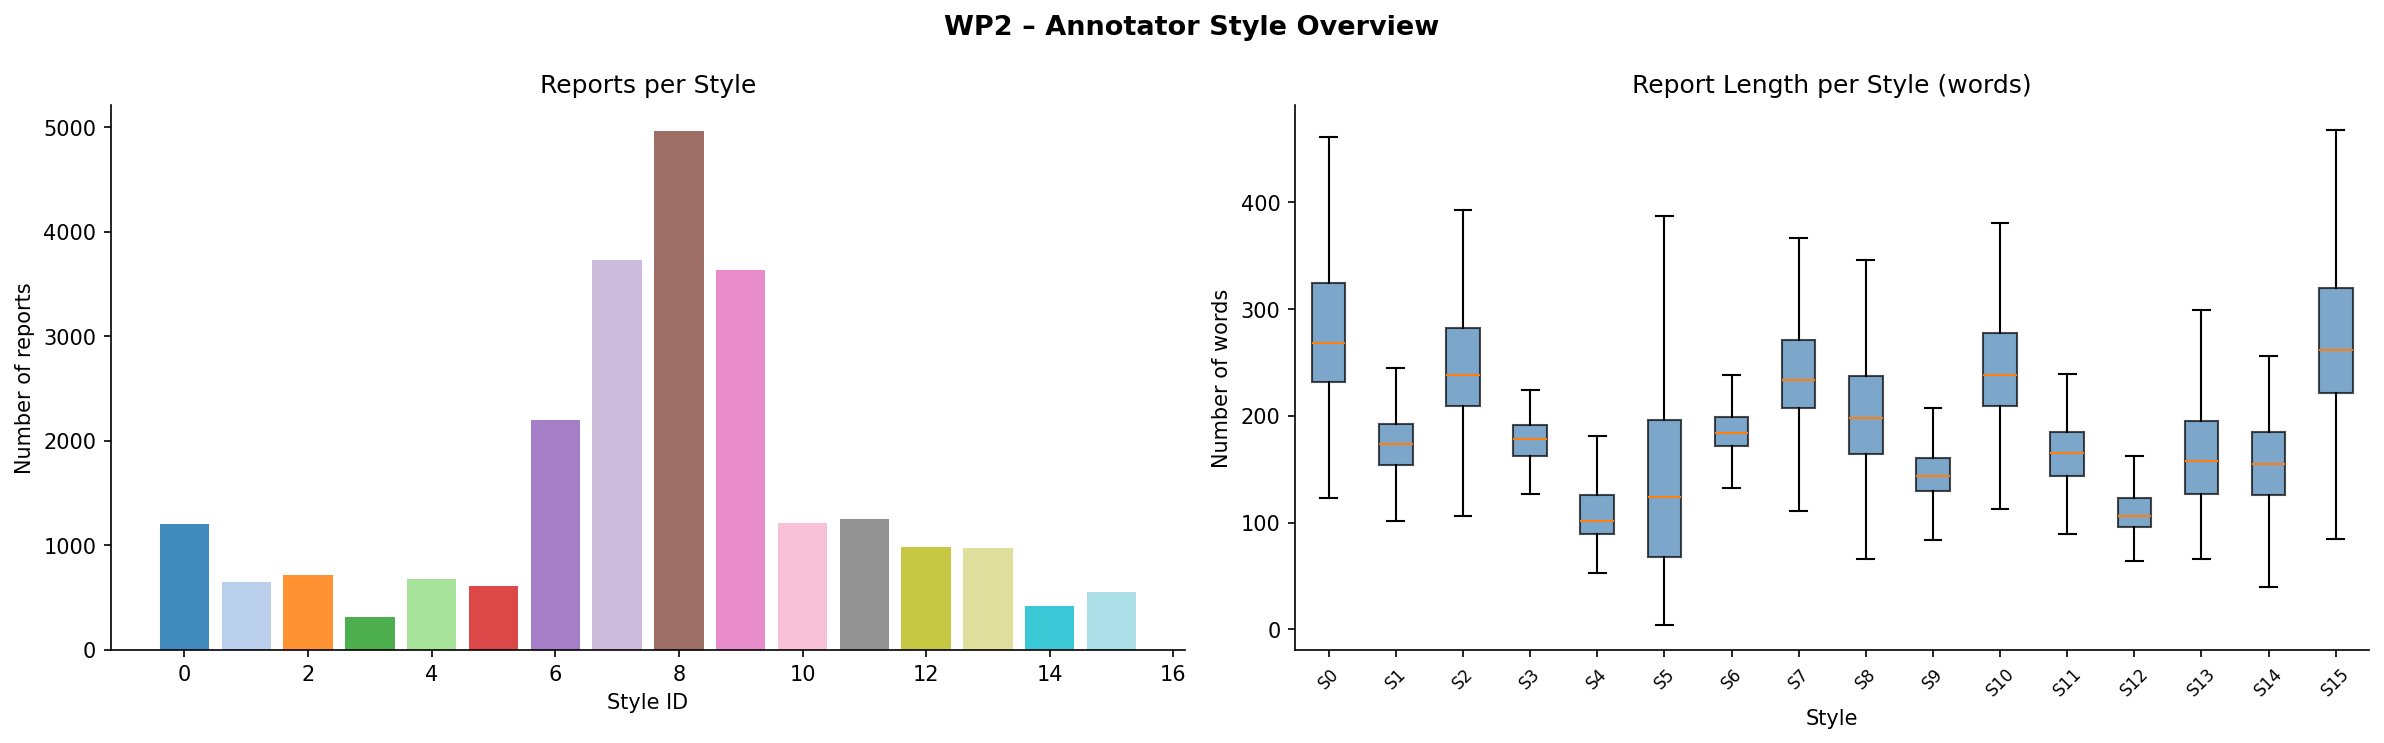 WP2 – Annotator Style Overview
Reports per Style
Number of reports
5000
4000
3000
2000
1000
0
0 2 4 6 8 10 12 14 16
Style ID
Report Length per Style (words)
Number of words
400
300
200
100
0
S0 S1 S2 S3 S4 S5 S6 S7 S8 S9 S10 S11 S12 S13 S14 S15
Style